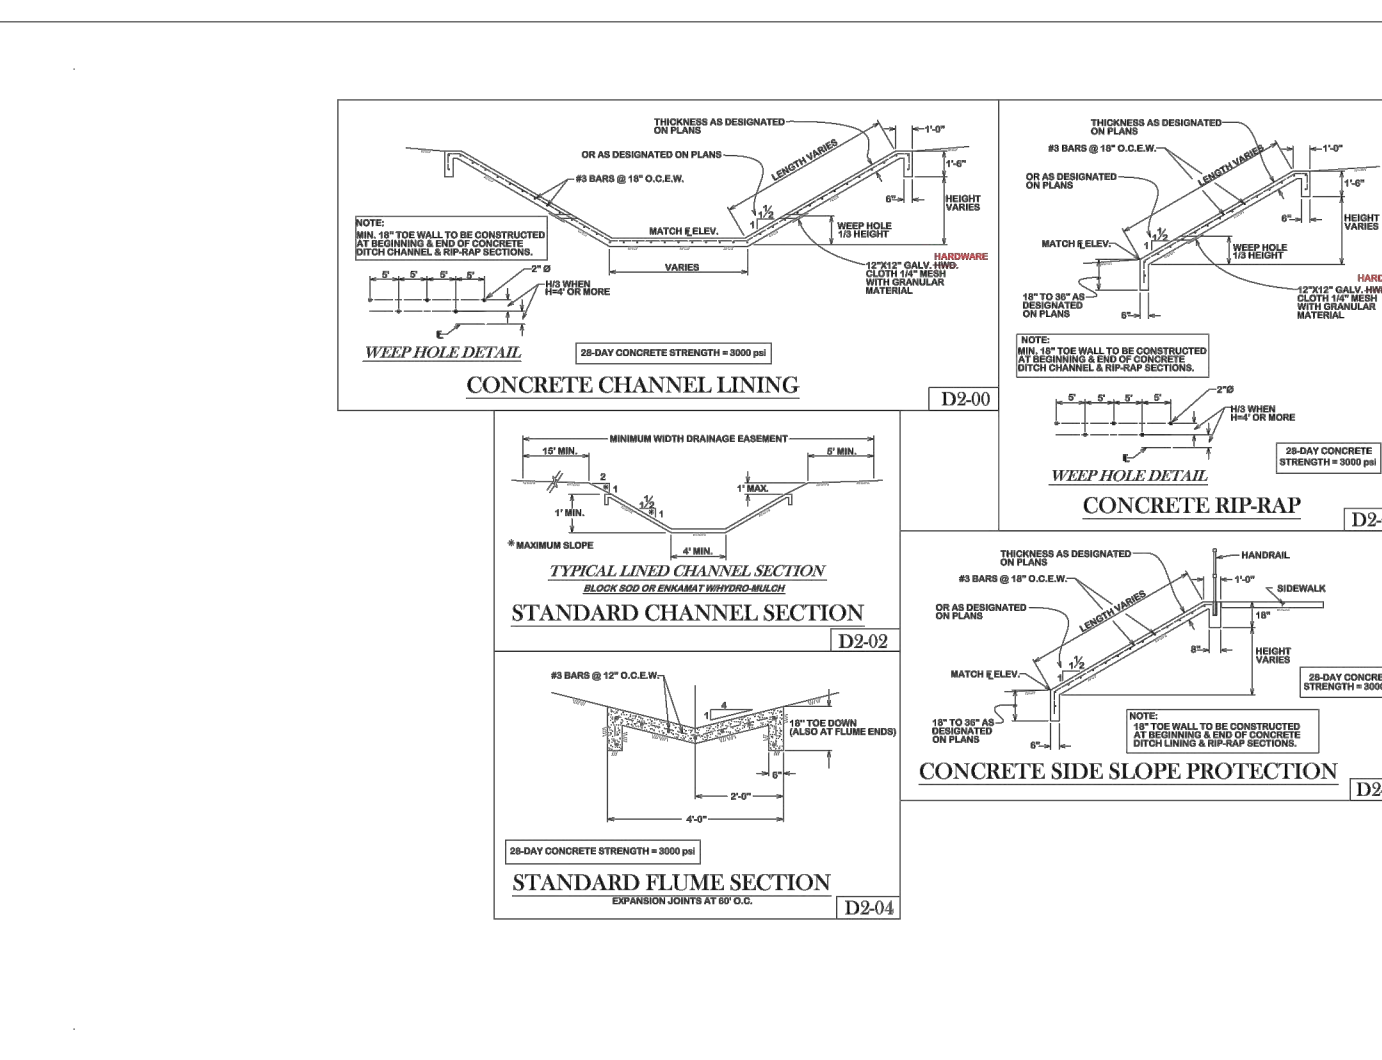 THICKNESS AS DESIGNATED
ON PLANS
1'-0"
OR AS DESIGNATED ON PLANS
LENGTH VARIES
1'-6"
#3 BARS @ 18" O.C.E.W.
6"
HEIGHT
VARIES
1 1/2
1
NOTE:
MIN. 18" TOE WALL TO BE CONSTRUCTED
AT BEGINNING & END OF CONCRETE
DITCH CHANNEL & RIP-RAP SECTIONS.
MATCH ℄ ELEV.
WEEP HOLE
1/3 HEIGHT
HARDWARE
12"X12" GALV. HWD.
CLOTH 1/4" MESH
WITH GRANULAR
MATERIAL
VARIES
5' 5' 5' 5'
2" Ø
H/3 WHEN
H=4' OR MORE
℄
WEEP HOLE DETAIL
28-DAY CONCRETE STRENGTH = 3000 psi
CONCRETE CHANNEL LINING
D2-00
THICKNESS AS DESIGNATED
ON PLANS
#3 BARS @ 18" O.C.E.W.
1'-0"
LENGTH VARIES
OR AS DESIGNATED
ON PLANS
1'-6"
6"
HEIGHT
VARIES
1 1/2
1
MATCH ℄ ELEV.
WEEP HOLE
1/3 HEIGHT
HARD
12"X12" GALV. HW
CLOTH 1/4" MESH
WITH GRANULAR
MATERIAL
18" TO 36" AS
DESIGNATED
ON PLANS
6"
NOTE:
MIN. 18" TOE WALL TO BE CONSTRUCTED
AT BEGINNING & END OF CONCRETE
DITCH CHANNEL & RIP-RAP SECTIONS.
5' 5' 5' 5'
2"Ø
H/3 WHEN
H=4' OR MORE
℄
28-DAY CONCRETE
STRENGTH = 3000 psi
WEEP HOLE DETAIL
CONCRETE RIP-RAP
D2-
MINIMUM WIDTH DRAINAGE EASEMENT
15' MIN.
5' MIN.
2
* 1
1' MAX.
1 1/2
* 1
1' MIN.
* MAXIMUM SLOPE
4' MIN.
TYPICAL LINED CHANNEL SECTION
BLOCK SOD OR ENKAMAT W/HYDRO-MULCH
STANDARD CHANNEL SECTION
D2-02
THICKNESS AS DESIGNATED
ON PLANS
HANDRAIL
#3 BARS @ 18" O.C.E.W.
1'-0"
SIDEWALK
LENGTH VARIES
OR AS DESIGNATED
ON PLANS
18"
8"
HEIGHT
VARIES
1 1/2
1
MATCH ℄ ELEV.
28-DAY CONCRE
STRENGTH = 3000
18" TO 36" AS
DESIGNATED
ON PLANS
6"
NOTE:
18" TOE WALL TO BE CONSTRUCTED
AT BEGINNING & END OF CONCRETE
DITCH LINING & RIP-RAP SECTIONS.
CONCRETE SIDE SLOPE PROTECTION
D2
#3 BARS @ 12" O.C.E.W.
4
1
18" TOE DOWN
(ALSO AT FLUME ENDS)
6"
2'-0"
4'-0"
28-DAY CONCRETE STRENGTH = 3000 psi
STANDARD FLUME SECTION
EXPANSION JOINTS AT 60' O.C.
D2-04